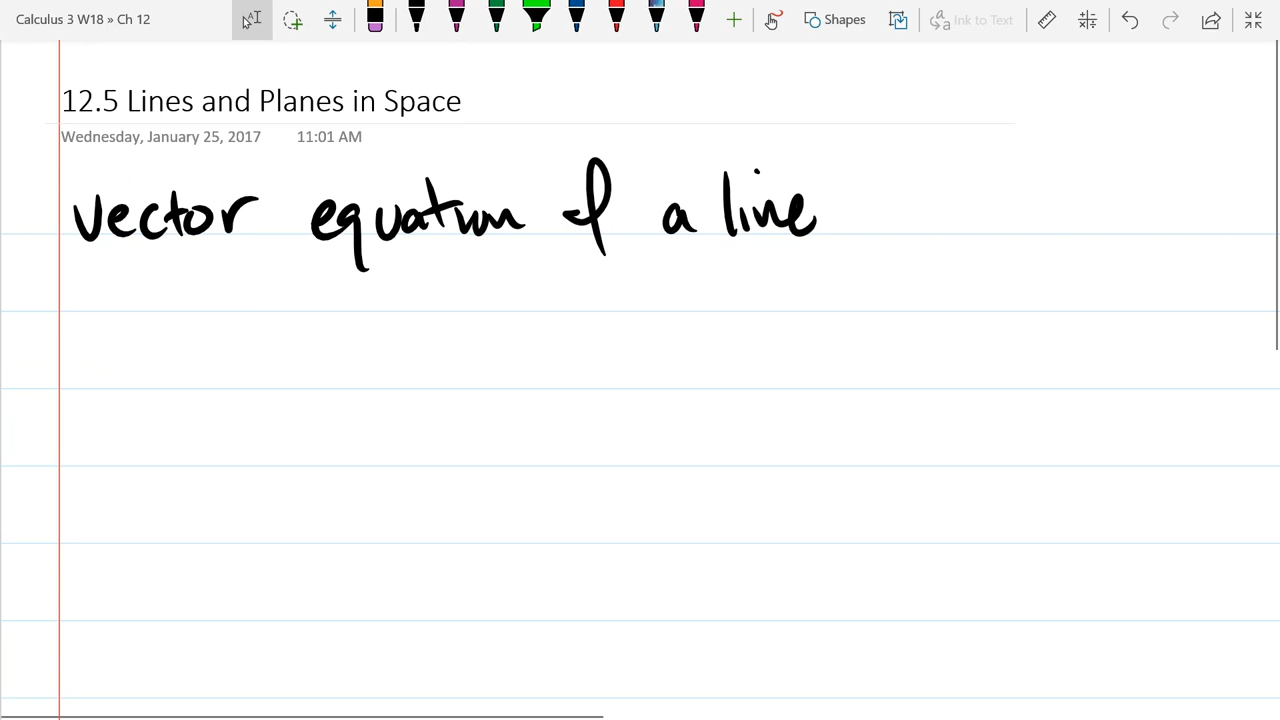 Calculus 3 W18 » Ch 12
Shapes
Ink to Text
12.5 Lines and Planes in Space
Wednesday, January 25, 2017 11:01 AM
vector equation of a line